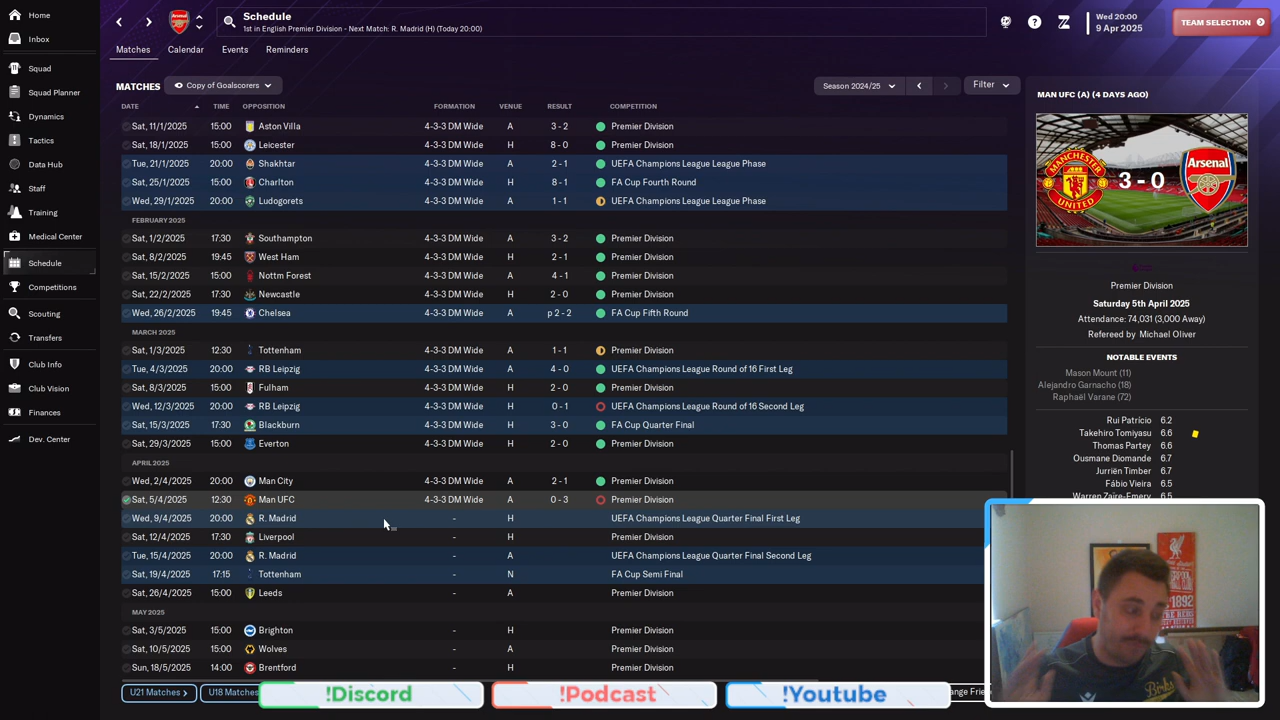 Home
Inbox
Squad
Squad Planner
Dynamics
Tactics
Data Hub
Staff
Training
Medical Center
Schedule
Competitions
Scouting
Transfers
Club Info
Club Vision
Finances
Dev. Center
Schedule
1st in English Premier Division - Next Match: R. Madrid (H) (Today 20:00)
Wed 20:00
9 Apr 2025
TEAM SELECTION
Matches Calendar Events Reminders
MATCHES Copy of Goalscorers Season 2024/25 Filter
DATE TIME OPPOSITION FORMATION VENUE RESULT COMPETITION
Sat, 11/1/2025 15:00 Aston Villa 4-3-3 DM Wide A 3 - 2 Premier Division
Sat, 18/1/2025 15:00 Leicester 4-3-3 DM Wide H 8 - 0 Premier Division
Tue, 21/1/2025 20:00 Shakhtar 4-3-3 DM Wide A 2 - 1 UEFA Champions League League Phase
Sat, 25/1/2025 15:00 Charlton 4-3-3 DM Wide H 8 - 1 FA Cup Fourth Round
Wed, 29/1/2025 20:00 Ludogorets 4-3-3 DM Wide A 1 - 1 UEFA Champions League League Phase
FEBRUARY 2025
Sat, 1/2/2025 17:30 Southampton 4-3-3 DM Wide A 3 - 2 Premier Division
Sat, 8/2/2025 19:45 West Ham 4-3-3 DM Wide H 2 - 1 Premier Division
Sat, 15/2/2025 15:00 Nottm Forest 4-3-3 DM Wide A 4 - 1 Premier Division
Sat, 22/2/2025 17:30 Newcastle 4-3-3 DM Wide H 2 - 0 Premier Division
Wed, 26/2/2025 19:45 Chelsea 4-3-3 DM Wide A p 2 - 2 FA Cup Fifth Round
MARCH 2025
Sat, 1/3/2025 12:30 Tottenham 4-3-3 DM Wide A 1 - 1 Premier Division
Tue, 4/3/2025 20:00 RB Leipzig 4-3-3 DM Wide A 4 - 0 UEFA Champions League Round of 16 First Leg
Sat, 8/3/2025 15:00 Fulham 4-3-3 DM Wide H 2 - 0 Premier Division
Wed, 12/3/2025 20:00 RB Leipzig 4-3-3 DM Wide H 0 - 1 UEFA Champions League Round of 16 Second Leg
Sat, 15/3/2025 17:30 Blackburn 4-3-3 DM Wide H 3 - 0 FA Cup Quarter Final
Sat, 29/3/2025 15:00 Everton 4-3-3 DM Wide H 2 - 0 Premier Division
APRIL 2025
Wed, 2/4/2025 20:00 Man City 4-3-3 DM Wide A 2 - 1 Premier Division
Sat, 5/4/2025 12:30 Man UFC 4-3-3 DM Wide A 0 - 3 Premier Division
Wed, 9/4/2025 20:00 R. Madrid - H UEFA Champions League Quarter Final First Leg
Sat, 12/4/2025 17:30 Liverpool - H Premier Division
Tue, 15/4/2025 20:00 R. Madrid - A UEFA Champions League Quarter Final Second Leg
Sat, 19/4/2025 17:15 Tottenham - N FA Cup Semi Final
Sat, 26/4/2025 15:00 Leeds - A Premier Division
MAY 2025
Sat, 3/5/2025 15:00 Brighton - H Premier Division
Sat, 10/5/2025 15:00 Wolves - A Premier Division
Sun, 18/5/2025 14:00 Brentford - H Premier Division
U21 Matches U18 Matches !Discord !Podcast !Youtube ange Frie
MAN UFC (A) (4 DAYS AGO)
MANCHESTER
UNITED
3 - 0
Arsenal
Premier Division
Saturday 5th April 2025
Attendance: 74,031 (3,000 Away)
Refereed by Michael Oliver
NOTABLE EVENTS
Mason Mount (11)
Alejandro Garnacho (18)
Raphaël Varane (72)
Rui Patrício 6.2
Takehiro Tomiyasu 6.6
Thomas Partey 6.6
Ousmane Diomande 6.7
Jurriën Timber 6.7
Fábio Vieira 6.5
Warren Zaïre-Emery 6.5
1892